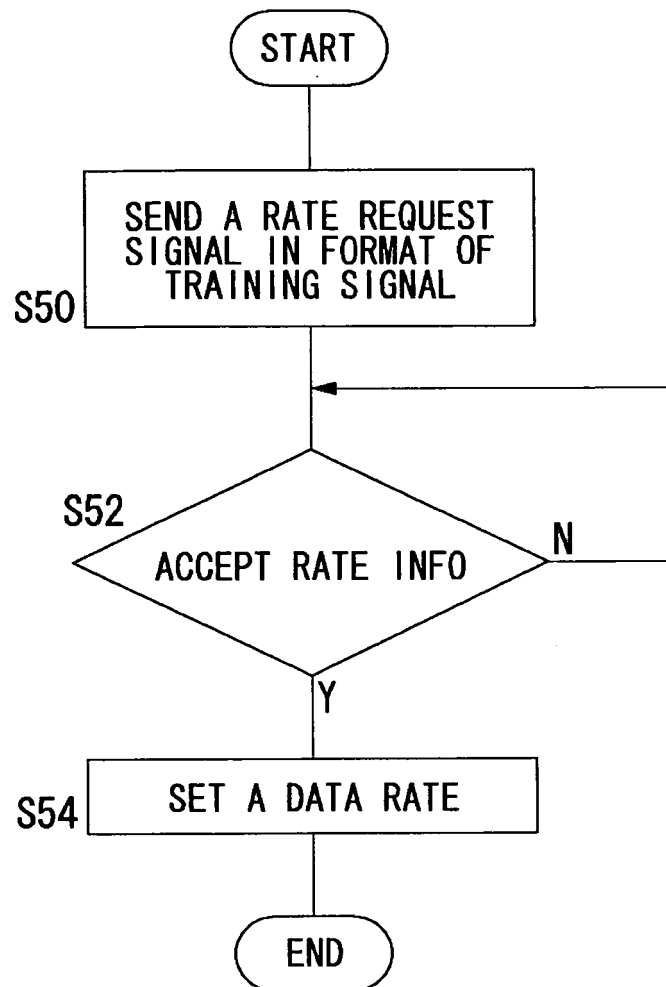 START
SEND A RATE REQUEST
SIGNAL IN FORMAT OF
TRAINING SIGNAL
S50
S52
ACCEPT RATE INFO
N
Y
SET A DATA RATE
S54
END